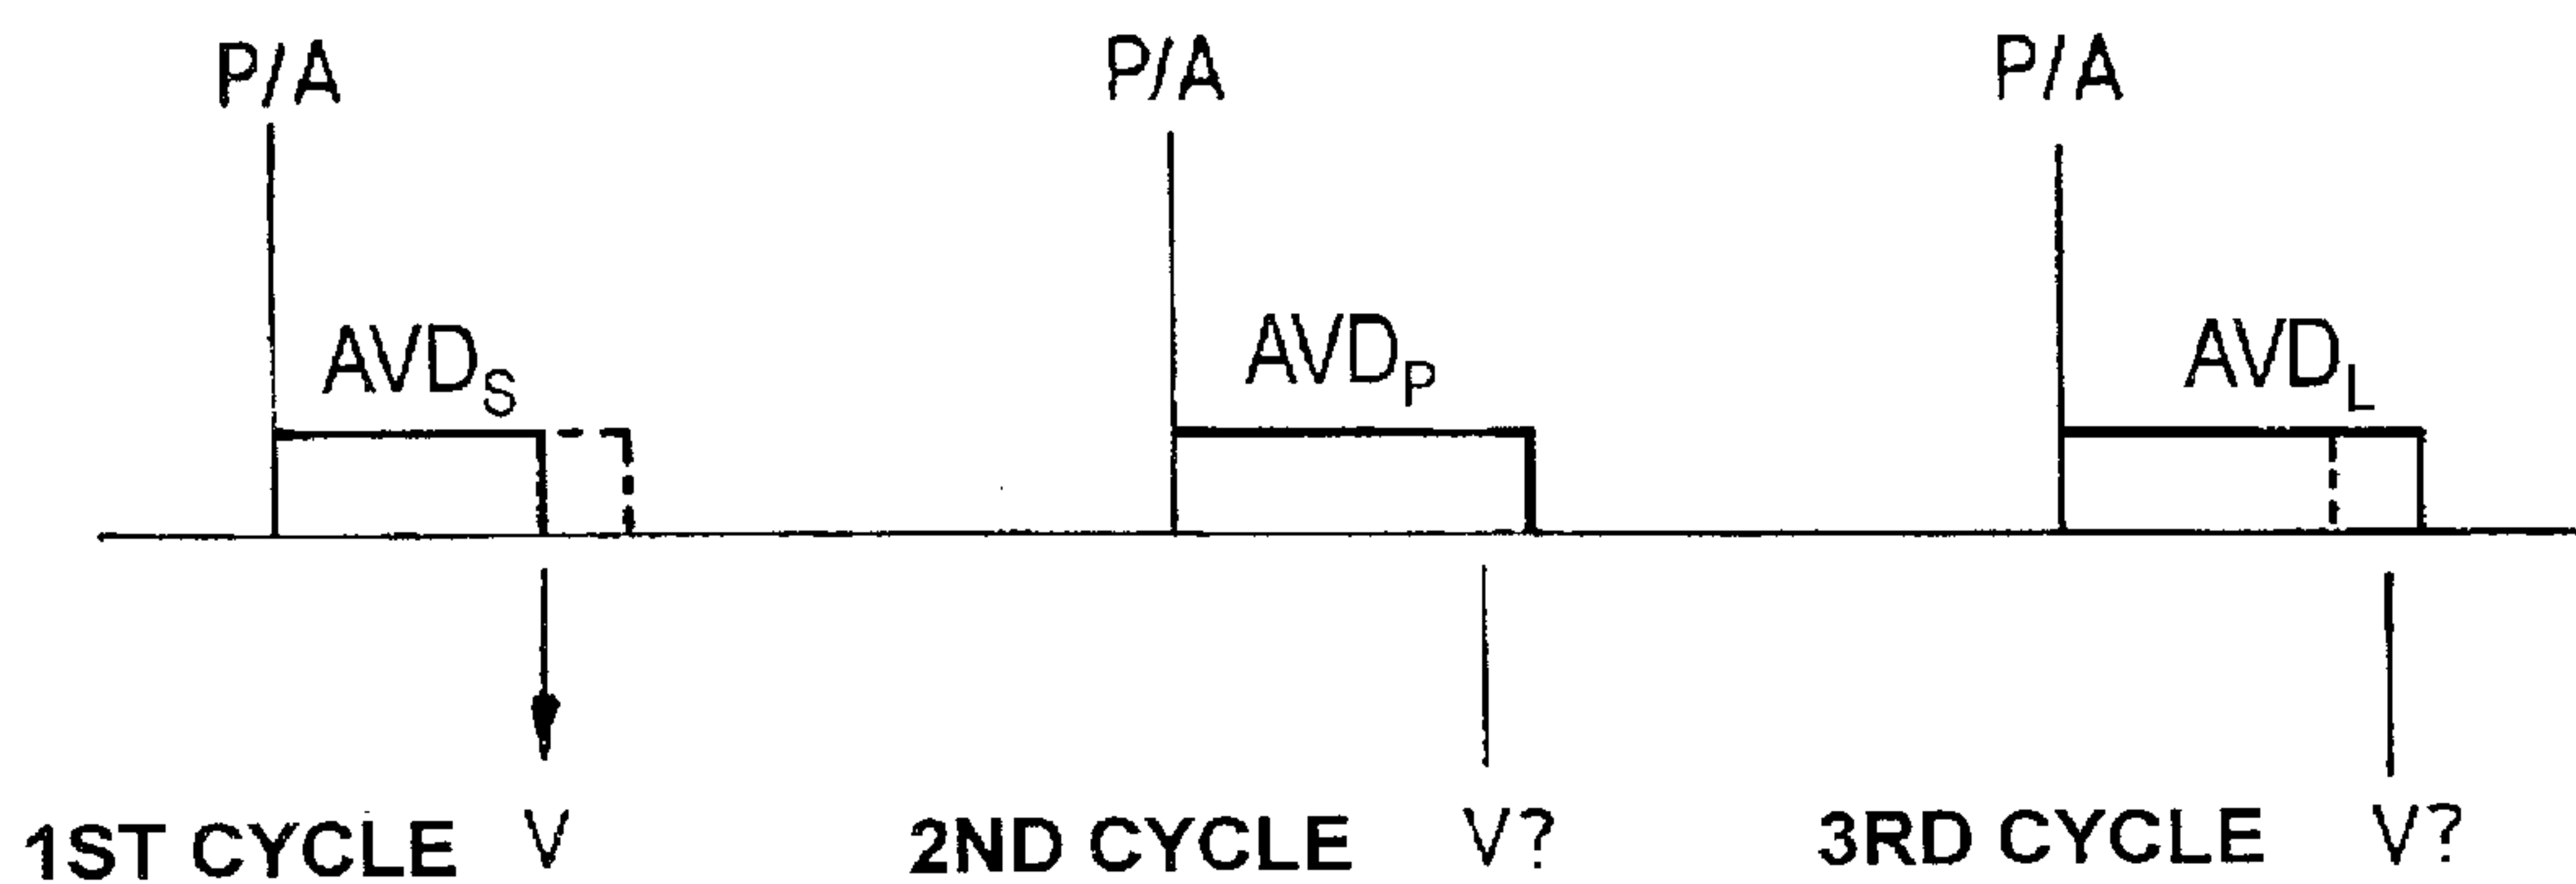 P/A P/A P/A
AVDS AVDP AVDL
1ST CYCLE V 2ND CYCLE V? 3RD CYCLE V?